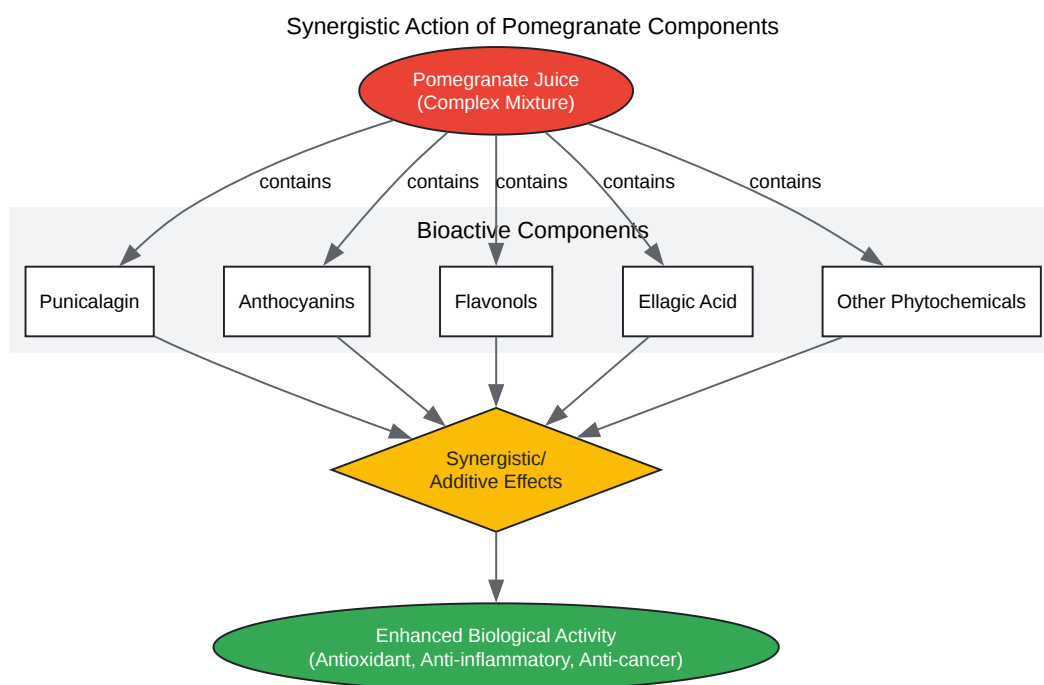 Synergistic Action of Pomegranate Components
Pomegranate Juice
(Complex Mixture)
contains
contains
contains
contains
contains
Bioactive Components
Punicalagin
Anthocyanins
Flavonols
Ellagic Acid
Other Phytochemicals
Synergistic/
Additive Effects
Enhanced Biological Activity
(Antioxidant, Anti-inflammatory, Anti-cancer)